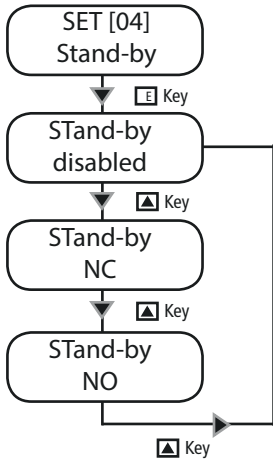 SET [04]
Stand-by
E Key
STand-by
disabled
Key
STand-by
NC
Key
STand-by
NO
Key